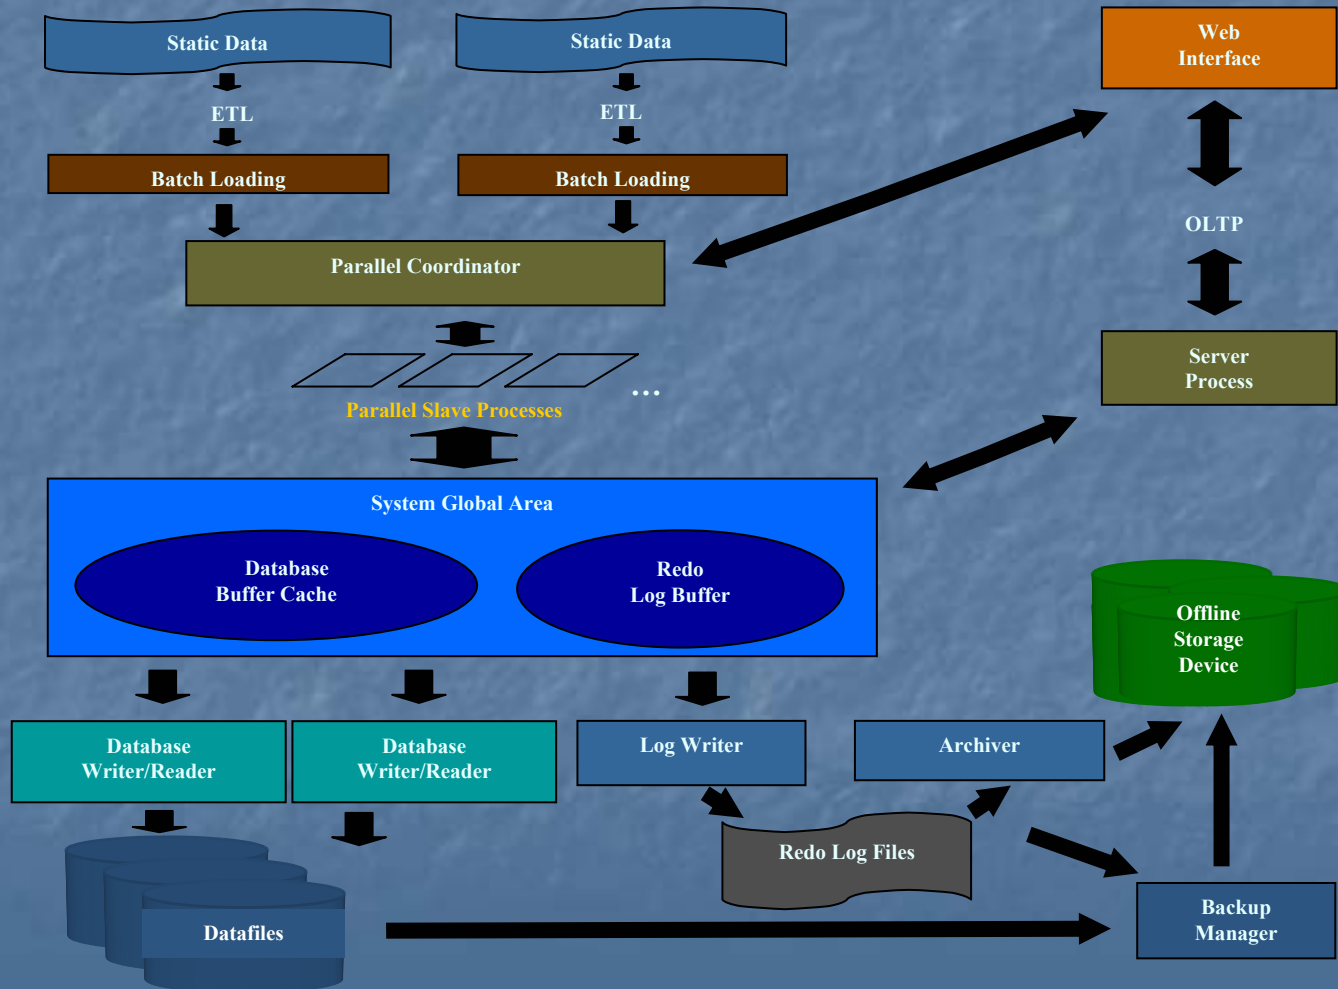 Static Data
Static Data
Web
Interface
ETL
ETL
Batch Loading
Batch Loading
OLTP
Parallel Coordinator
Server
Process
...
Parallel Slave Processes
System Global Area
Database
Buffer Cache
Redo
Log Buffer
Offline
Storage
Device
Database
Writer/Reader
Database
Writer/Reader
Log Writer
Archiver
Redo Log Files
Datafiles
Backup
Manager